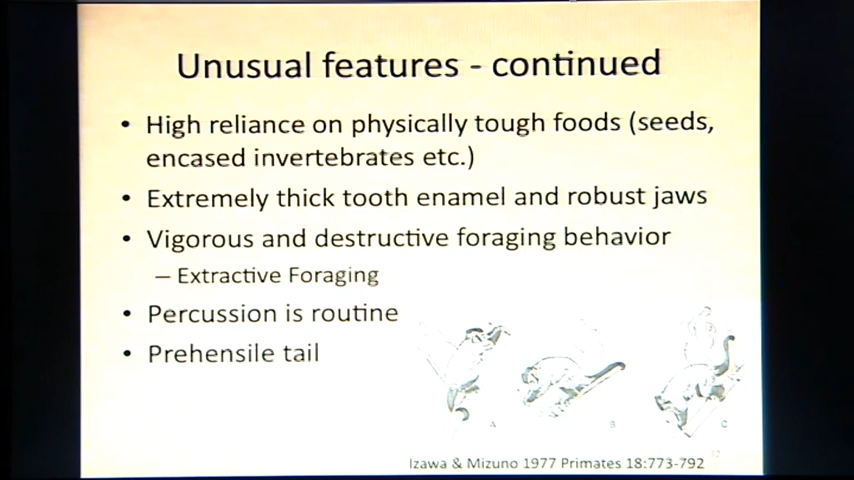 Unusual features - continued
• High reliance on physically tough foods (seeds,
encased invertebrates etc.)
• Extremely thick tooth enamel and robust jaws
• Vigorous and destructive foraging behavior
– Extractive Foraging
• Percussion is routine
• Prehensile tail
A B C
Izawa & Mizuno 1977 Primates 18:773-792